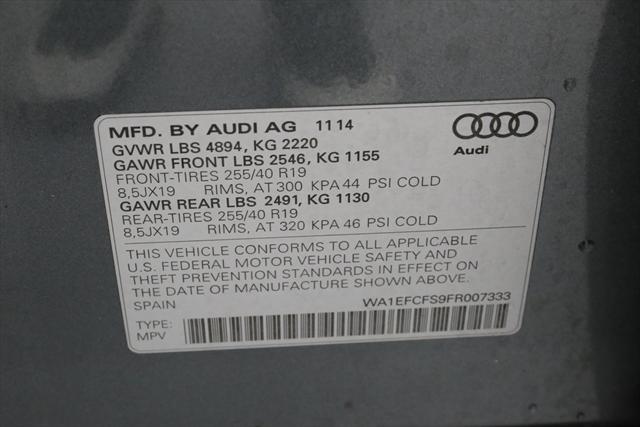 MFD. BY AUDI AG 11 14
GVWR LBS 4894, KG 2220
GAWR FRONT LBS 2546, KG 1155
FRONT-TIRES 255/40 R19
8,5JX19 RIMS, AT 300 KPA 44 PSI COLD
GAWR REAR LBS 2491, KG 1130
REAR-TIRES 255/40 R19
8,5JX19 RIMS, AT 320 KPA 46 PSI COLD
Audi
THIS VEHICLE CONFORMS TO ALL APPLICABLE
U.S. FEDERAL MOTOR VEHICLE SAFETY AND
THEFT PREVENTION STANDARDS IN EFFECT ON
THE DATE OF MANUFACTURE SHOWN ABOVE.
SPAIN WA1EFCFS9FR007333
TYPE:
MPV